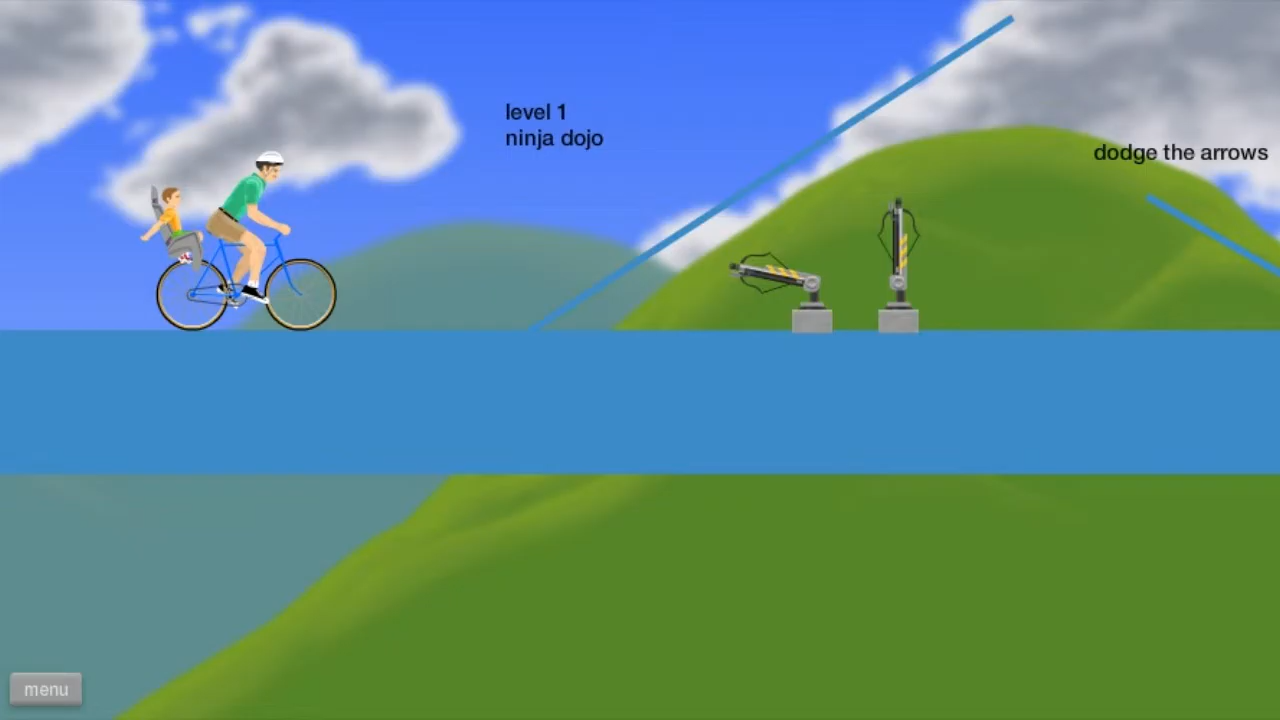 level 1
ninja dojo
dodge the arrows
menu